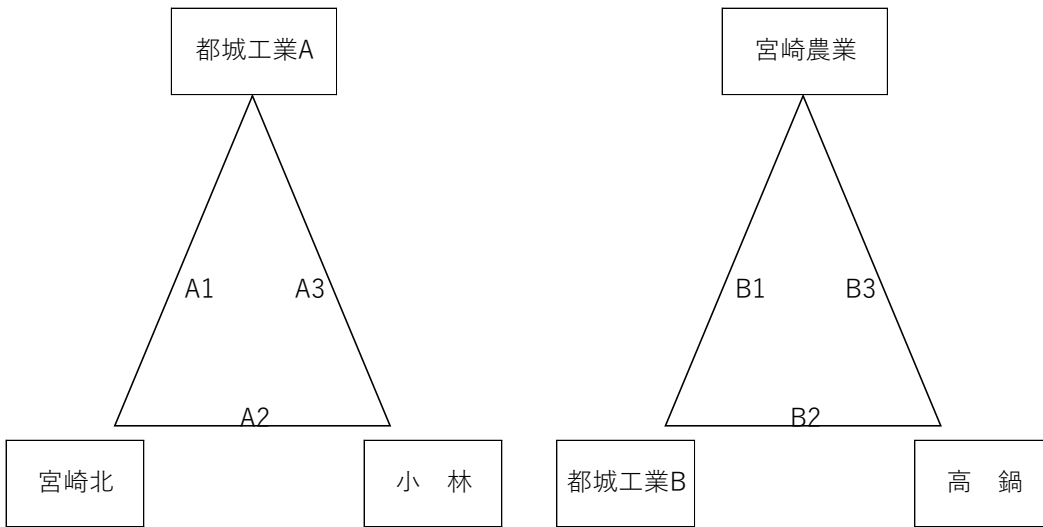 都城工業A
宮崎農業
A1
A3
B1
B3
A2
B2
宮崎北
小　林
都城工業B
高　鍋